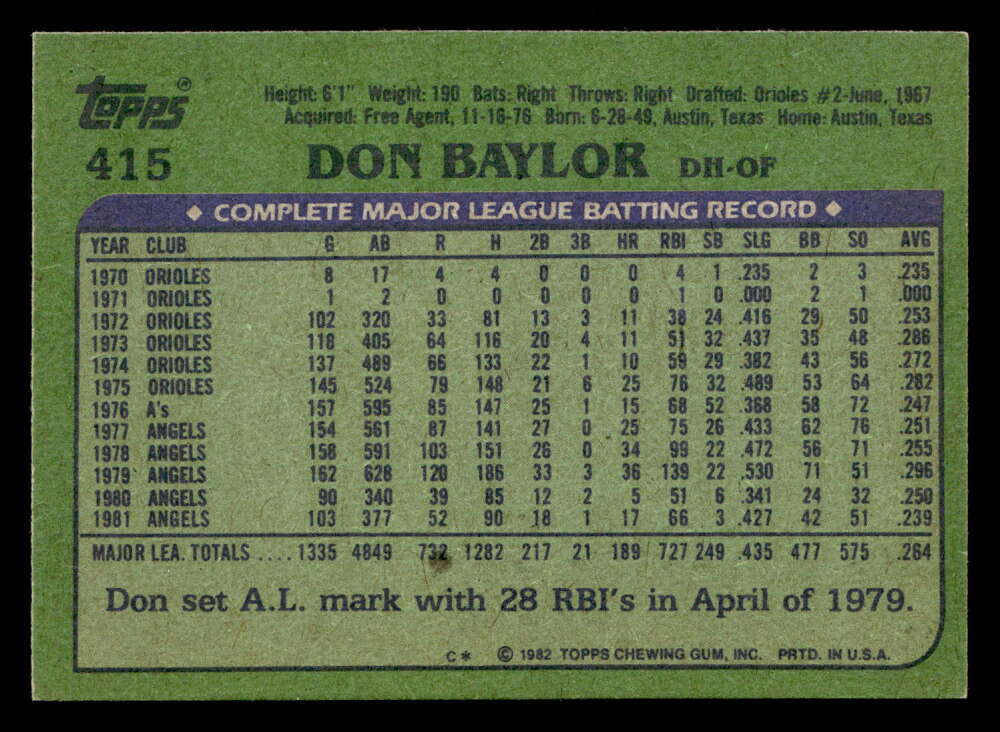 Topps®
Height: 6'1" Weight: 190 Bats: Right Throws: Right Drafted: Orioles #2-June, 1967
Acquired: Free Agent, 11-16-76 Born: 6-28-49, Austin, Texas Home: Austin, Texas
415 DON BAYLOR DH-OF
◆ COMPLETE MAJOR LEAGUE BATTING RECORD ◆
YEAR CLUB G AB R H 2B 3B HR RBI SB SLG BB SO AVG
1970 ORIOLES 8 17 4 4 0 0 0 4 1 .235 2 3 .235
1971 ORIOLES 1 2 0 0 0 0 0 1 0 .000 2 1 .000
1972 ORIOLES 102 320 33 81 13 3 11 38 24 .416 29 50 .253
1973 ORIOLES 118 405 64 116 20 4 11 51 32 .437 35 48 .286
1974 ORIOLES 137 489 66 133 22 1 10 59 29 .382 43 56 .272
1975 ORIOLES 145 524 79 148 21 6 25 76 32 .489 53 64 .282
1976 A's 157 595 85 147 25 1 15 68 52 .368 58 72 .247
1977 ANGELS 154 561 87 141 27 0 25 75 26 .433 62 76 .251
1978 ANGELS 158 591 103 151 26 0 34 99 22 .472 56 71 .255
1979 ANGELS 162 628 120 186 33 3 36 139 22 .530 71 51 .296
1980 ANGELS 90 340 39 85 12 2 5 51 6 .341 24 32 .250
1981 ANGELS 103 377 52 90 18 1 17 66 3 .427 42 51 .239
MAJOR LEA. TOTALS .... 1335 4849 732 1282 217 21 189 727 249 .435 477 575 .264
Don set A.L. mark with 28 RBI's in April of 1979.
C* © 1982 TOPPS CHEWING GUM, INC. PRTD. IN U.S.A.